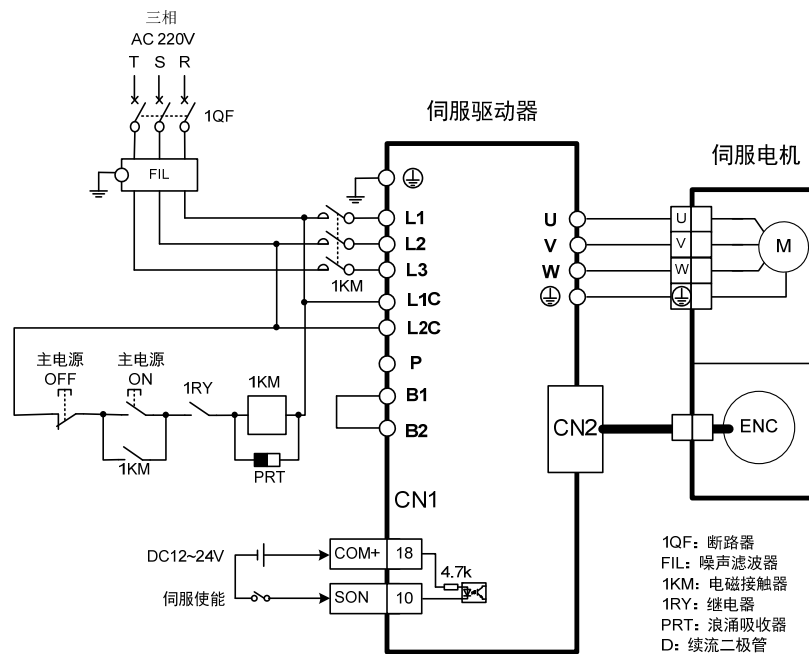 三相
AC 220V
T S R
1QF
FIL
伺服驱动器
伺服电机
L1
L2
L3
1KM
L1C
L2C
P
B1
B2
U
V
W
U
V
W
M
主电源
OFF
主电源
ON
1RY
1KM
1KM
PRT
CN2
ENC
CN1
DC12~24V
COM+ 18
4.7k
伺服使能
SON 10
1QF：断路器
FIL：噪声滤波器
1KM：电磁接触器
1RY：继电器
PRT：浪涌吸收器
D：续流二极管